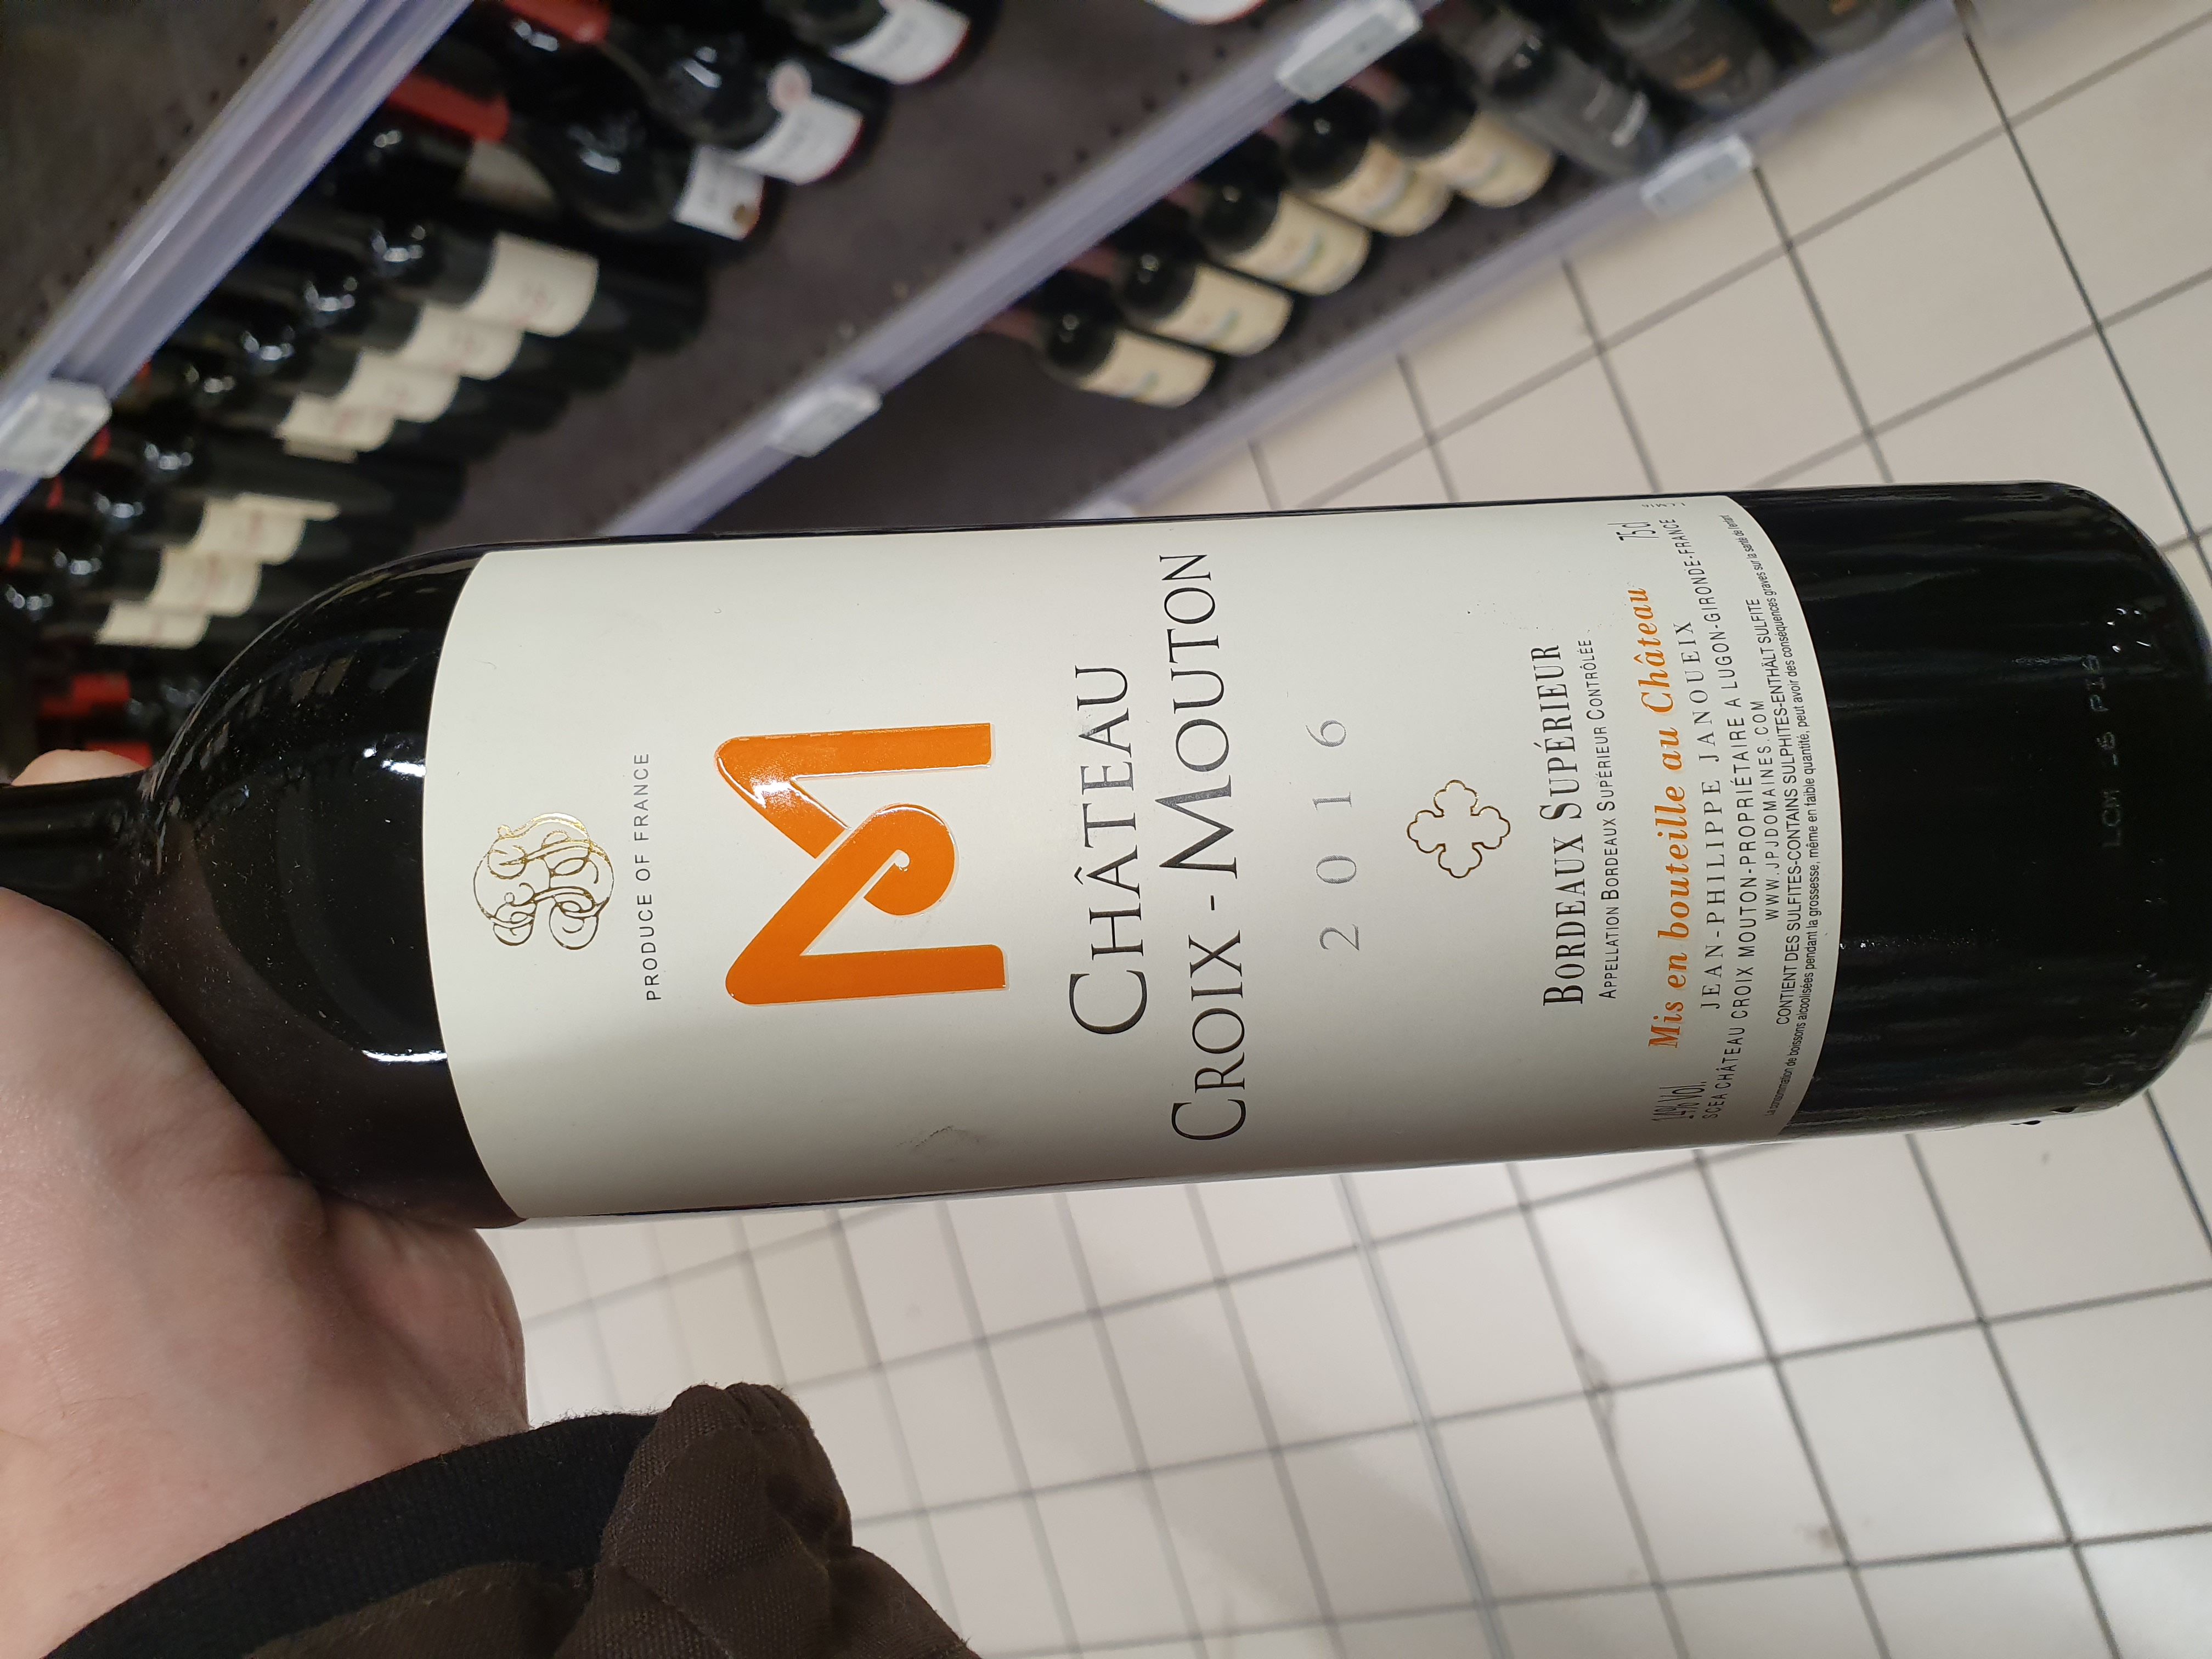 PRODUCE OF FRANCE
M
CHÂTEAU
CROIX-MOUTON
2016
BORDEAUX SUPÉRIEUR
APPELLATION BORDEAUX SUPÉRIEUR CONTRÔLÉE
14% Vol.
Mis en bouteille au Château
75 cl
JEAN-PHILIPPE JANOUEIX
SCEA CHÂTEAU CROIX MOUTON-PROPRIÉTAIRE A LUGON-GIRONDE-FRANCE
WWW.JPJDOMAINES.COM
CONTIENT DES SULFITES-CONTAINS SULPHITES-ENTHÄLT SULFITE
La consommation de boissons alcoolisées pendant la grossesse, même en faible quantité, peut avoir des conséquences graves sur la santé de l'enfant
LCM